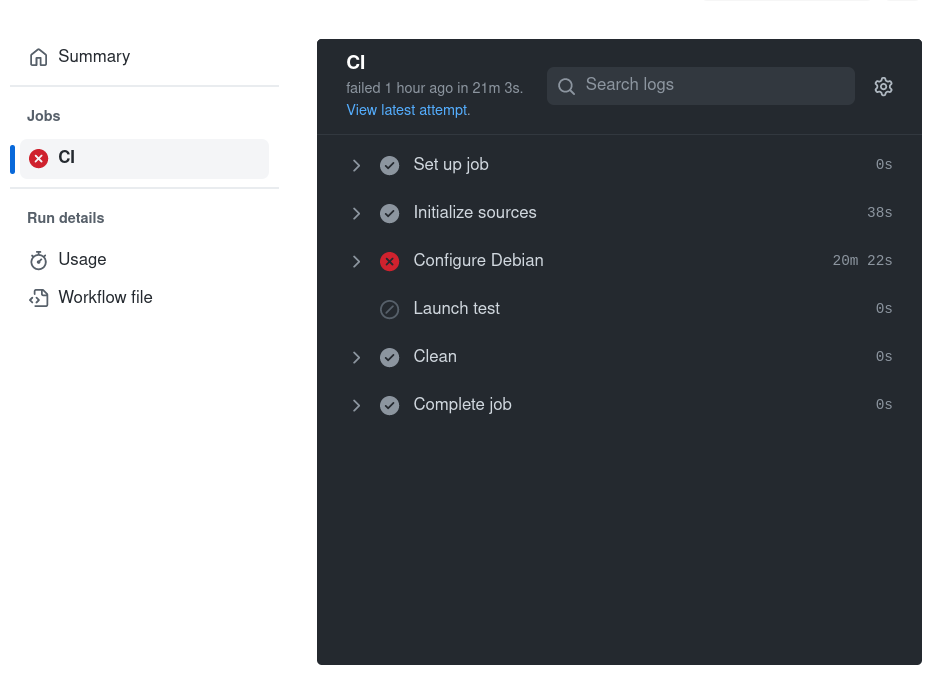 Summary
Jobs
CI
Run details
Usage
Workflow file
CI
failed 1 hour ago in 21m 3s.
View latest attempt.
Search logs
Set up job 0s
Initialize sources 38s
Configure Debian 20m 22s
Launch test 0s
Clean 0s
Complete job 0s